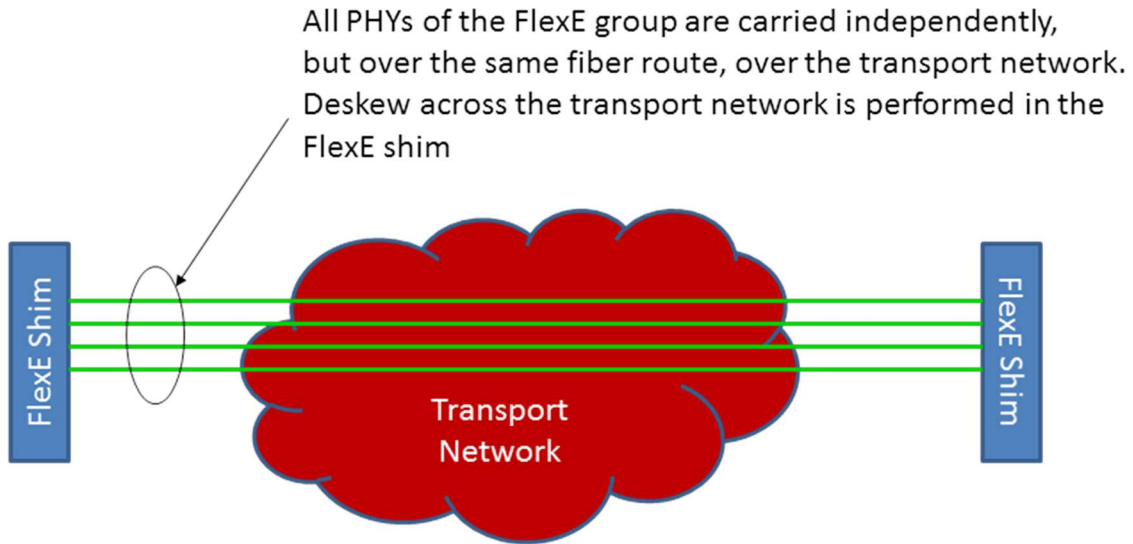 All PHYs of the FlexE group are carried independently,
but over the same fiber route, over the transport network.
Deskew across the transport network is performed in the
FlexE shim
FlexE Shim
Transport
Network
FlexE Shim